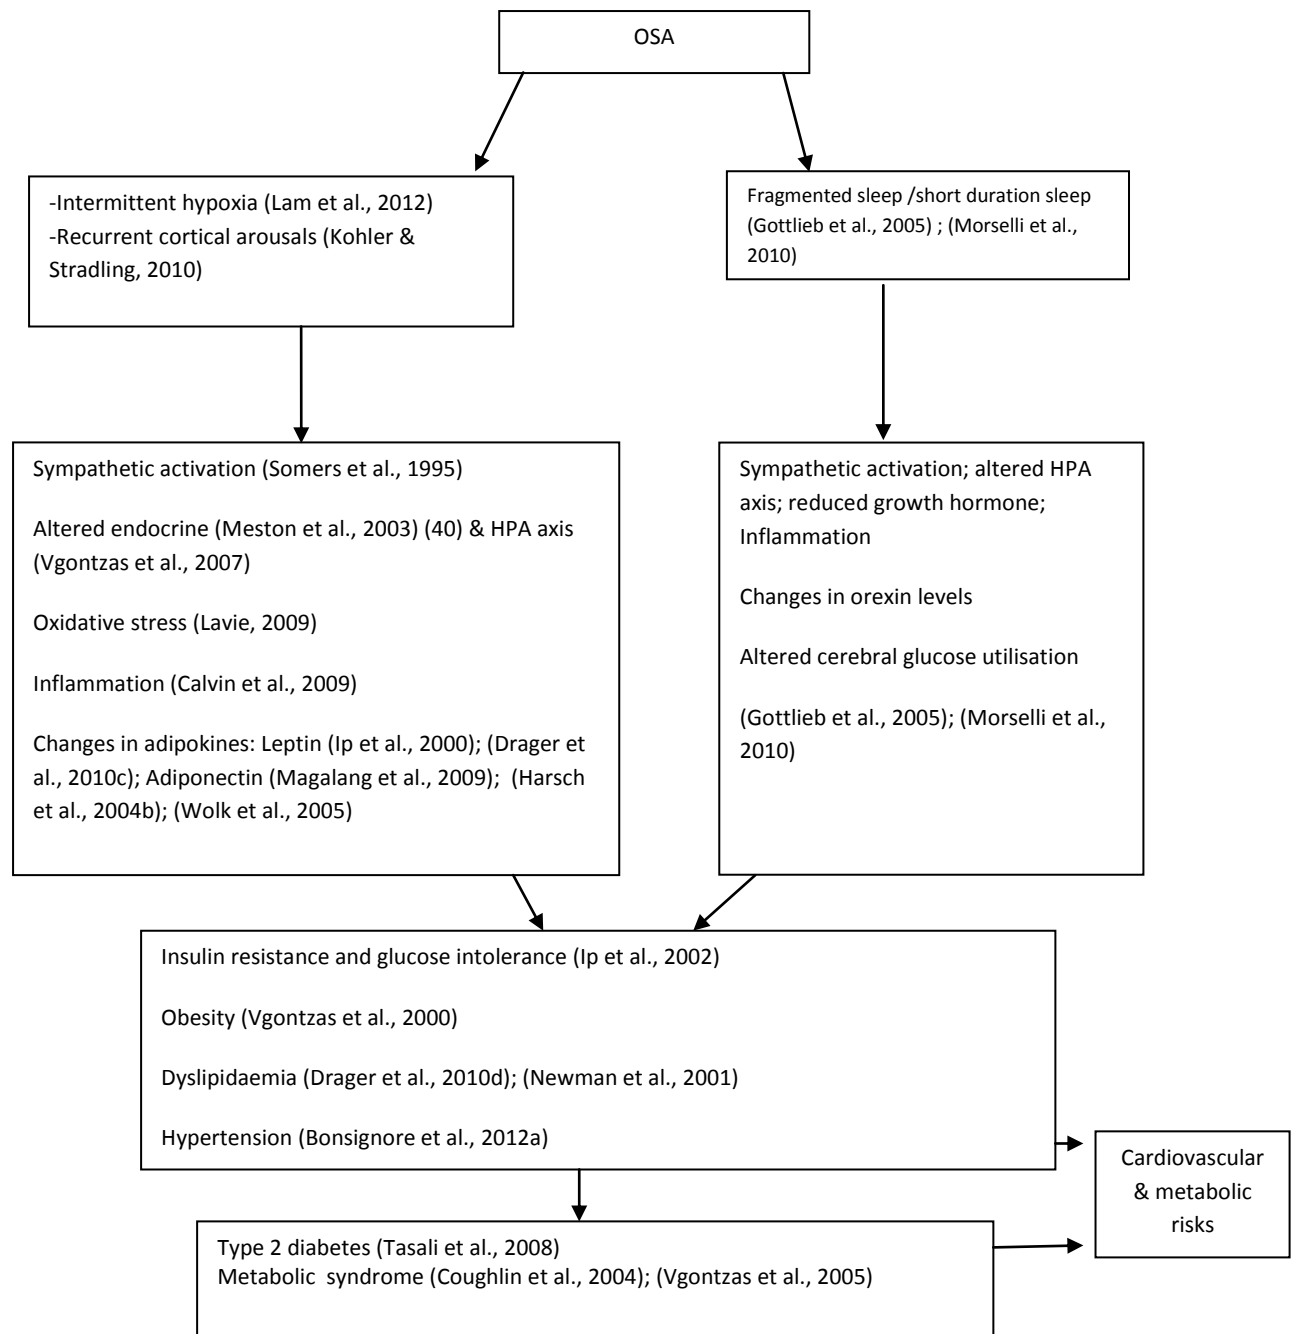 OSA
-Intermittent hypoxia (Lam et al., 2012)
-Recurrent cortical arousals (Kohler &
Stradling, 2010)
Fragmented sleep /short duration sleep
(Gottlieb et al., 2005) ; (Morselli et al.,
2010)
Sympathetic activation (Somers et al., 1995)
Altered endocrine (Meston et al., 2003) (40) & HPA axis
(Vgontzas et al., 2007)
Oxidative stress (Lavie, 2009)
Inflammation (Calvin et al., 2009)
Changes in adipokines: Leptin (Ip et al., 2000); (Drager et
al., 2010c); Adiponectin (Magalang et al., 2009);  (Harsch
et al., 2004b); (Wolk et al., 2005)
Sympathetic activation; altered HPA
axis; reduced growth hormone;
Inflammation
Changes in orexin levels
Altered cerebral glucose utilisation
(Gottlieb et al., 2005); (Morselli et al.,
2010)
Insulin resistance and glucose intolerance (Ip et al., 2002)
Obesity (Vgontzas et al., 2000)
Dyslipidaemia (Drager et al., 2010d); (Newman et al., 2001)
Hypertension (Bonsignore et al., 2012a)
Cardiovascular
& metabolic
risks
Type 2 diabetes (Tasali et al., 2008)
Metabolic  syndrome (Coughlin et al., 2004); (Vgontzas et al., 2005)